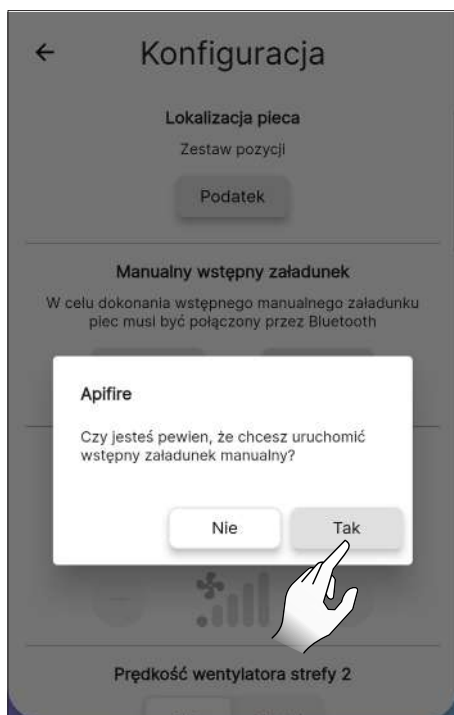 Konfiguracja
Lokalizacja pieca
Zestaw pozycji
Podatek
Manualny wstępny załadunek
W celu dokonania wstępnego manualnego załadunku
piec musi być połączony przez Bluetooth
Apifire
Czy jesteś pewien, że chcesz uruchomić
wstępny załadunek manualny?
Nie
Tak
Prędkość wentylatora strefy 2